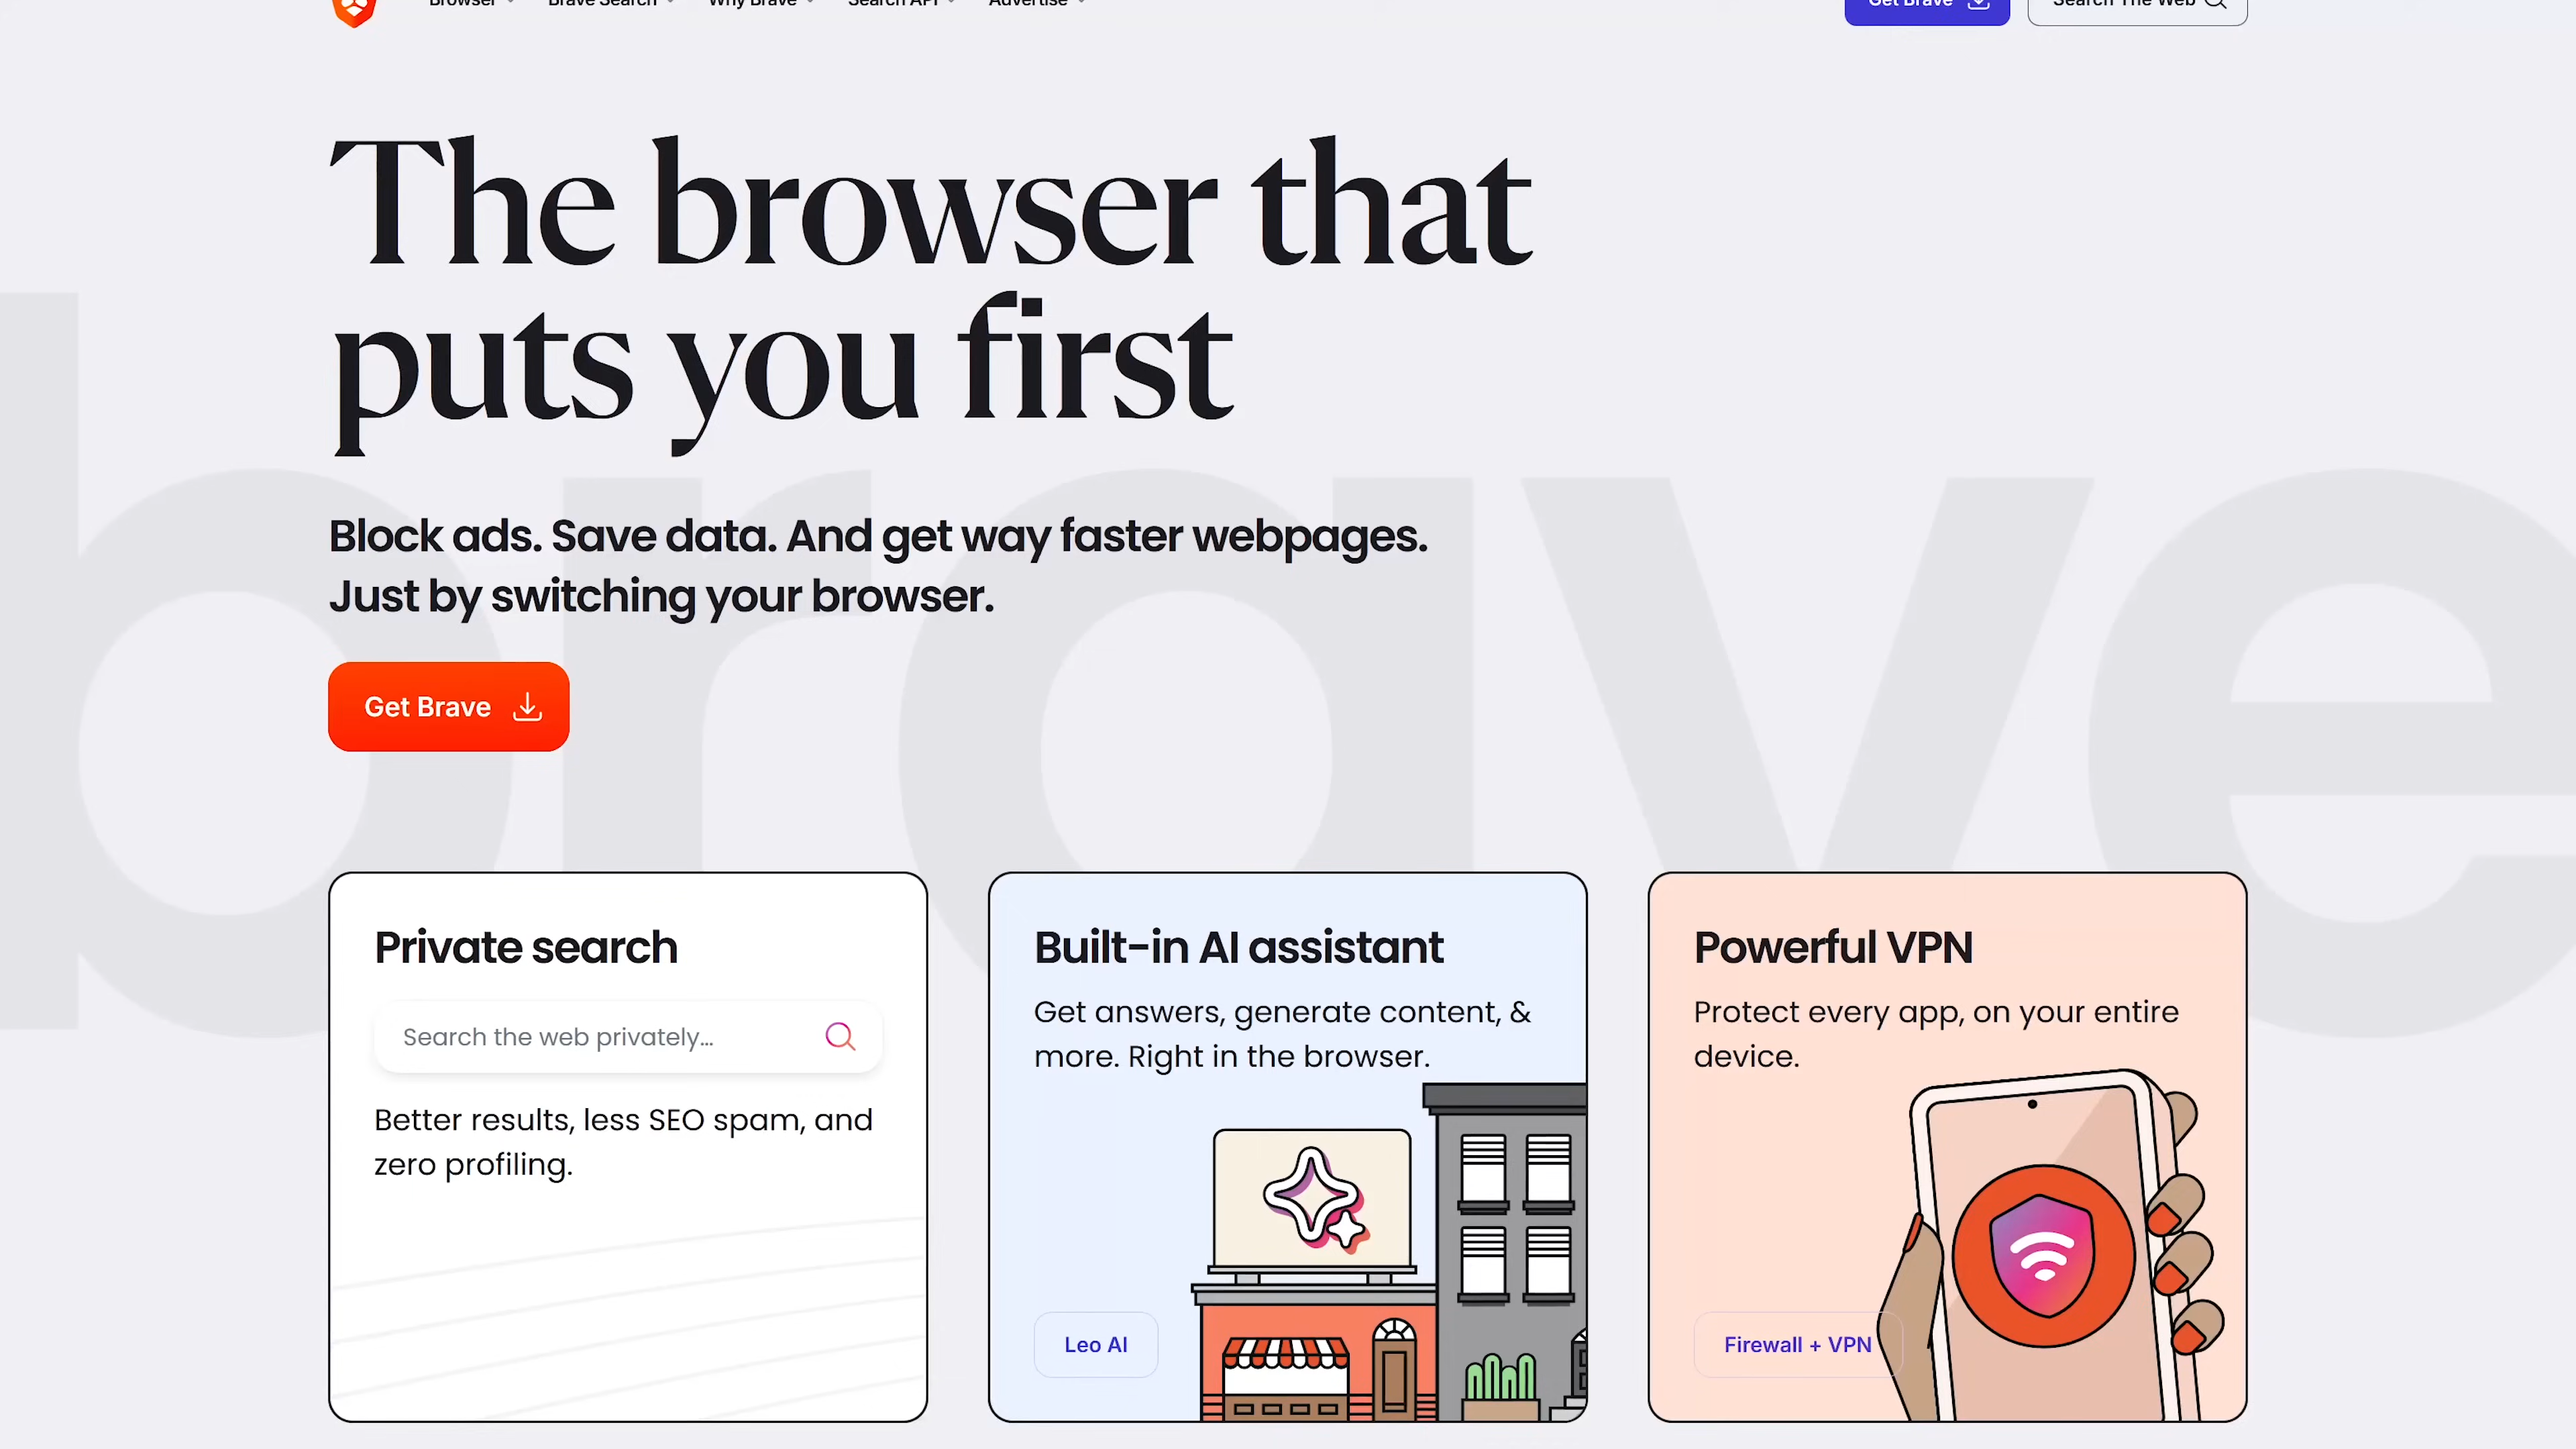 Browser
Brave Search
Why Brave
Search API
Advertise
Get Brave
Search The Web
The browser that
puts you first
Block ads. Save data. And get way faster webpages.
Just by switching your browser.
Get Brave
brave
Private search
Search the web privately...
Better results, less SEO spam, and
zero profiling.
Built-in AI assistant
Get answers, generate content, &
more. Right in the browser.
Leo AI
Powerful VPN
Protect every app, on your entire
device.
Firewall + VPN